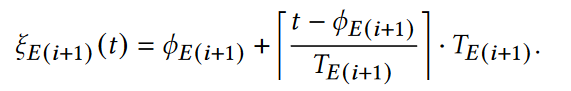 ξ_{E(i+1)}(t) = ϕ_{E(i+1)} + ⌈(t − ϕ_{E(i+1)}) / T_{E(i+1)}⌉ · T_{E(i+1)}.